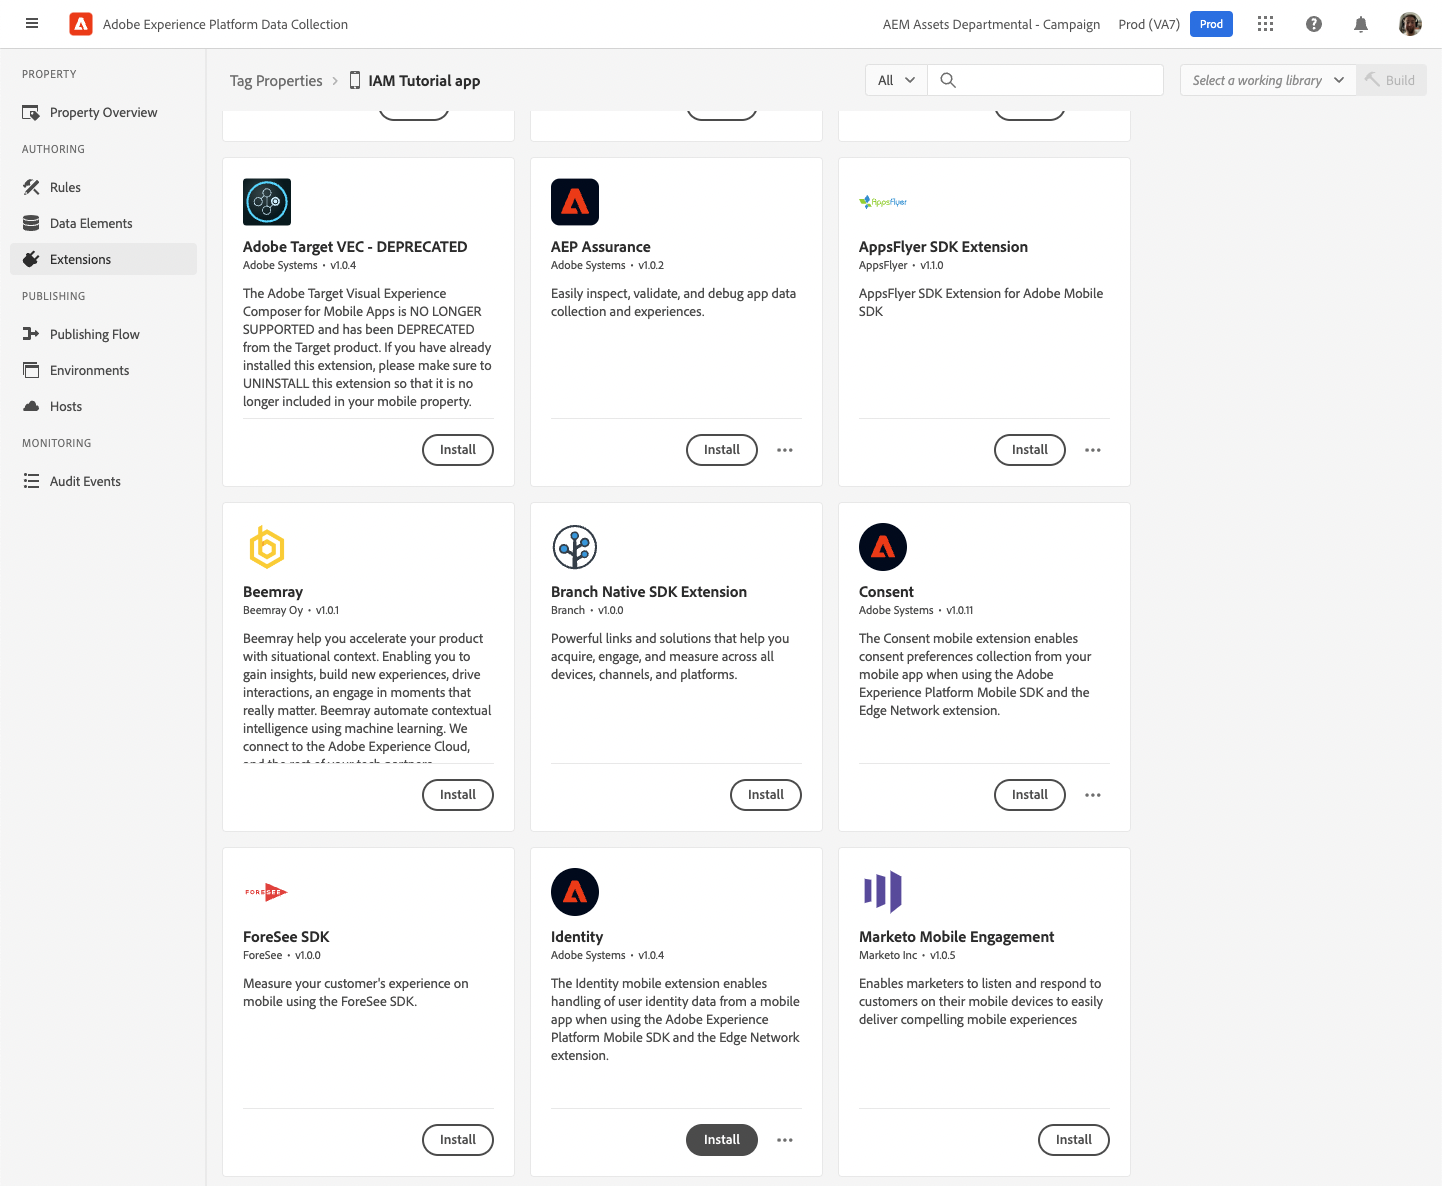 Adobe Experience Platform Data Collection
AEM Assets Departmental - Campaign
Prod (VA7)
Prod
PROPERTY
Property Overview
AUTHORING
Rules
Data Elements
Extensions
PUBLISHING
Publishing Flow
Environments
Hosts
MONITORING
Audit Events
Tag Properties
IAM Tutorial app
All
Select a working library
Build
Adobe Target VEC - DEPRECATED
Adobe Systems • v1.0.4
The Adobe Target Visual Experience
Composer for Mobile Apps is NO LONGER
SUPPORTED and has been DEPRECATED
from the Target product. If you have already
installed this extension, please make sure to
UNINSTALL this extension so that it is no
longer included in your mobile property.
Install
AEP Assurance
Adobe Systems • v1.0.2
Easily inspect, validate, and debug app data
collection and experiences.
Install
AppsFlyer
AppsFlyer SDK Extension
AppsFlyer • v1.1.0
AppsFlyer SDK Extension for Adobe Mobile
SDK
Install
Beemray
Beemray Oy • v1.0.1
Beemray help you accelerate your product
with situational context. Enabling you to
gain insights, build new experiences, drive
interactions, an engage in moments that
really matter. Beemray automate contextual
intelligence using machine learning. We
connect to the Adobe Experience Cloud,
and the rest of your tech partners
Install
Branch Native SDK Extension
Branch • v1.0.0
Powerful links and solutions that help you
acquire, engage, and measure across all
devices, channels, and platforms.
Install
Consent
Adobe Systems • v1.0.11
The Consent mobile extension enables
consent preferences collection from your
mobile app when using the Adobe
Experience Platform Mobile SDK and the
Edge Network extension.
Install
FORESEE
ForeSee SDK
ForeSee • v1.0.0
Measure your customer's experience on
mobile using the ForeSee SDK.
Install
Identity
Adobe Systems • v1.0.4
The Identity mobile extension enables
handling of user identity data from a mobile
app when using the Adobe Experience
Platform Mobile SDK and the Edge Network
extension.
Install
Marketo Mobile Engagement
Marketo Inc • v1.0.5
Enables marketers to listen and respond to
customers on their mobile devices to easily
deliver compelling mobile experiences
Install